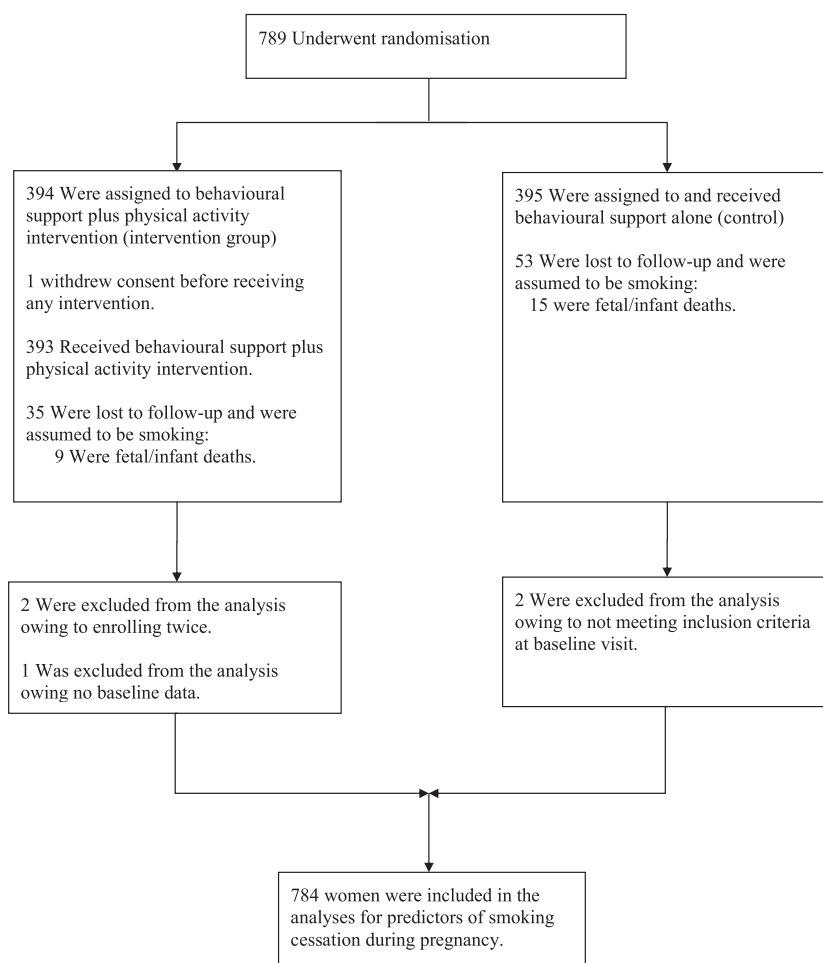 789 Underwent randomisation
394 Were assigned to behavioural
support plus physical activity
intervention (intervention group)
1 withdrew consent before receiving
any intervention.
393 Received behavioural support plus
physical activity intervention.
35 Were lost to follow-up and were
assumed to be smoking:
9 Were fetal/infant deaths.
395 Were assigned to and received
behavioural support alone (control)
53 Were lost to follow-up and were
assumed to be smoking:
15 were fetal/infant deaths.
2 Were excluded from the analysis
owing to enrolling twice.
1 Was excluded from the analysis
owing no baseline data.
2 Were excluded from the analysis
owing to not meeting inclusion criteria
at baseline visit.
784 women were included in the
analyses for predictors of smoking
cessation during pregnancy.